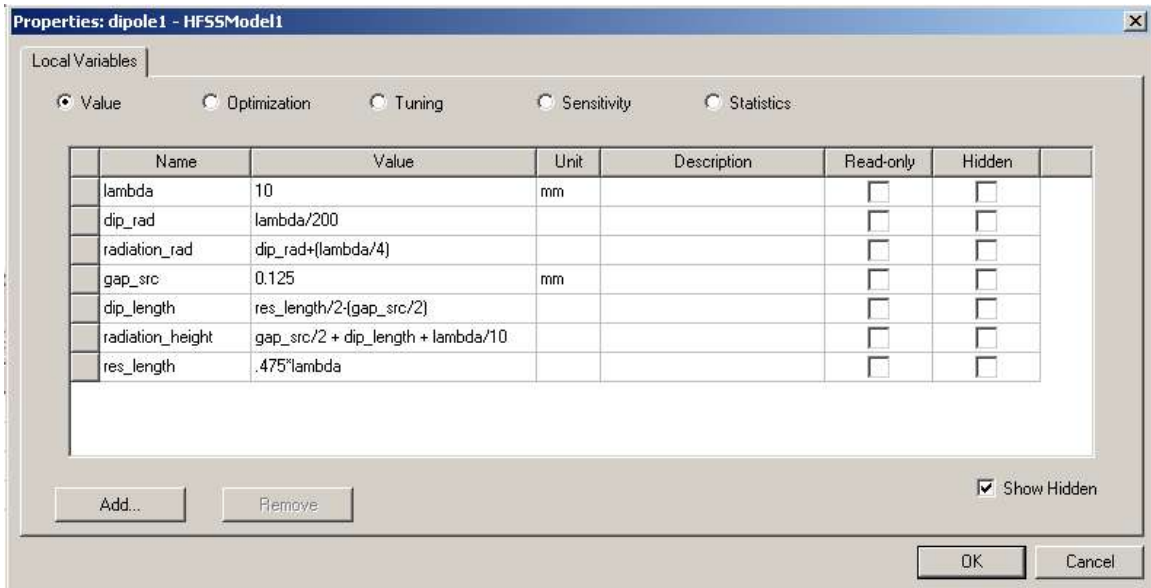 Properties: dipole1 - HFSSModel1
Local Variables
Value Optimization Tuning Sensitivity Statistics
Name Value Unit Description Read-only Hidden
lambda 10 mm
dip_rad lambda/200
radiation_rad dip_rad+(lambda/4)
gap_src 0.125 mm
dip_length res_length/2-(gap_src/2)
radiation_height gap_src/2 + dip_length + lambda/10
res_length .475*lambda
Show Hidden
Add... Remove
OK Cancel